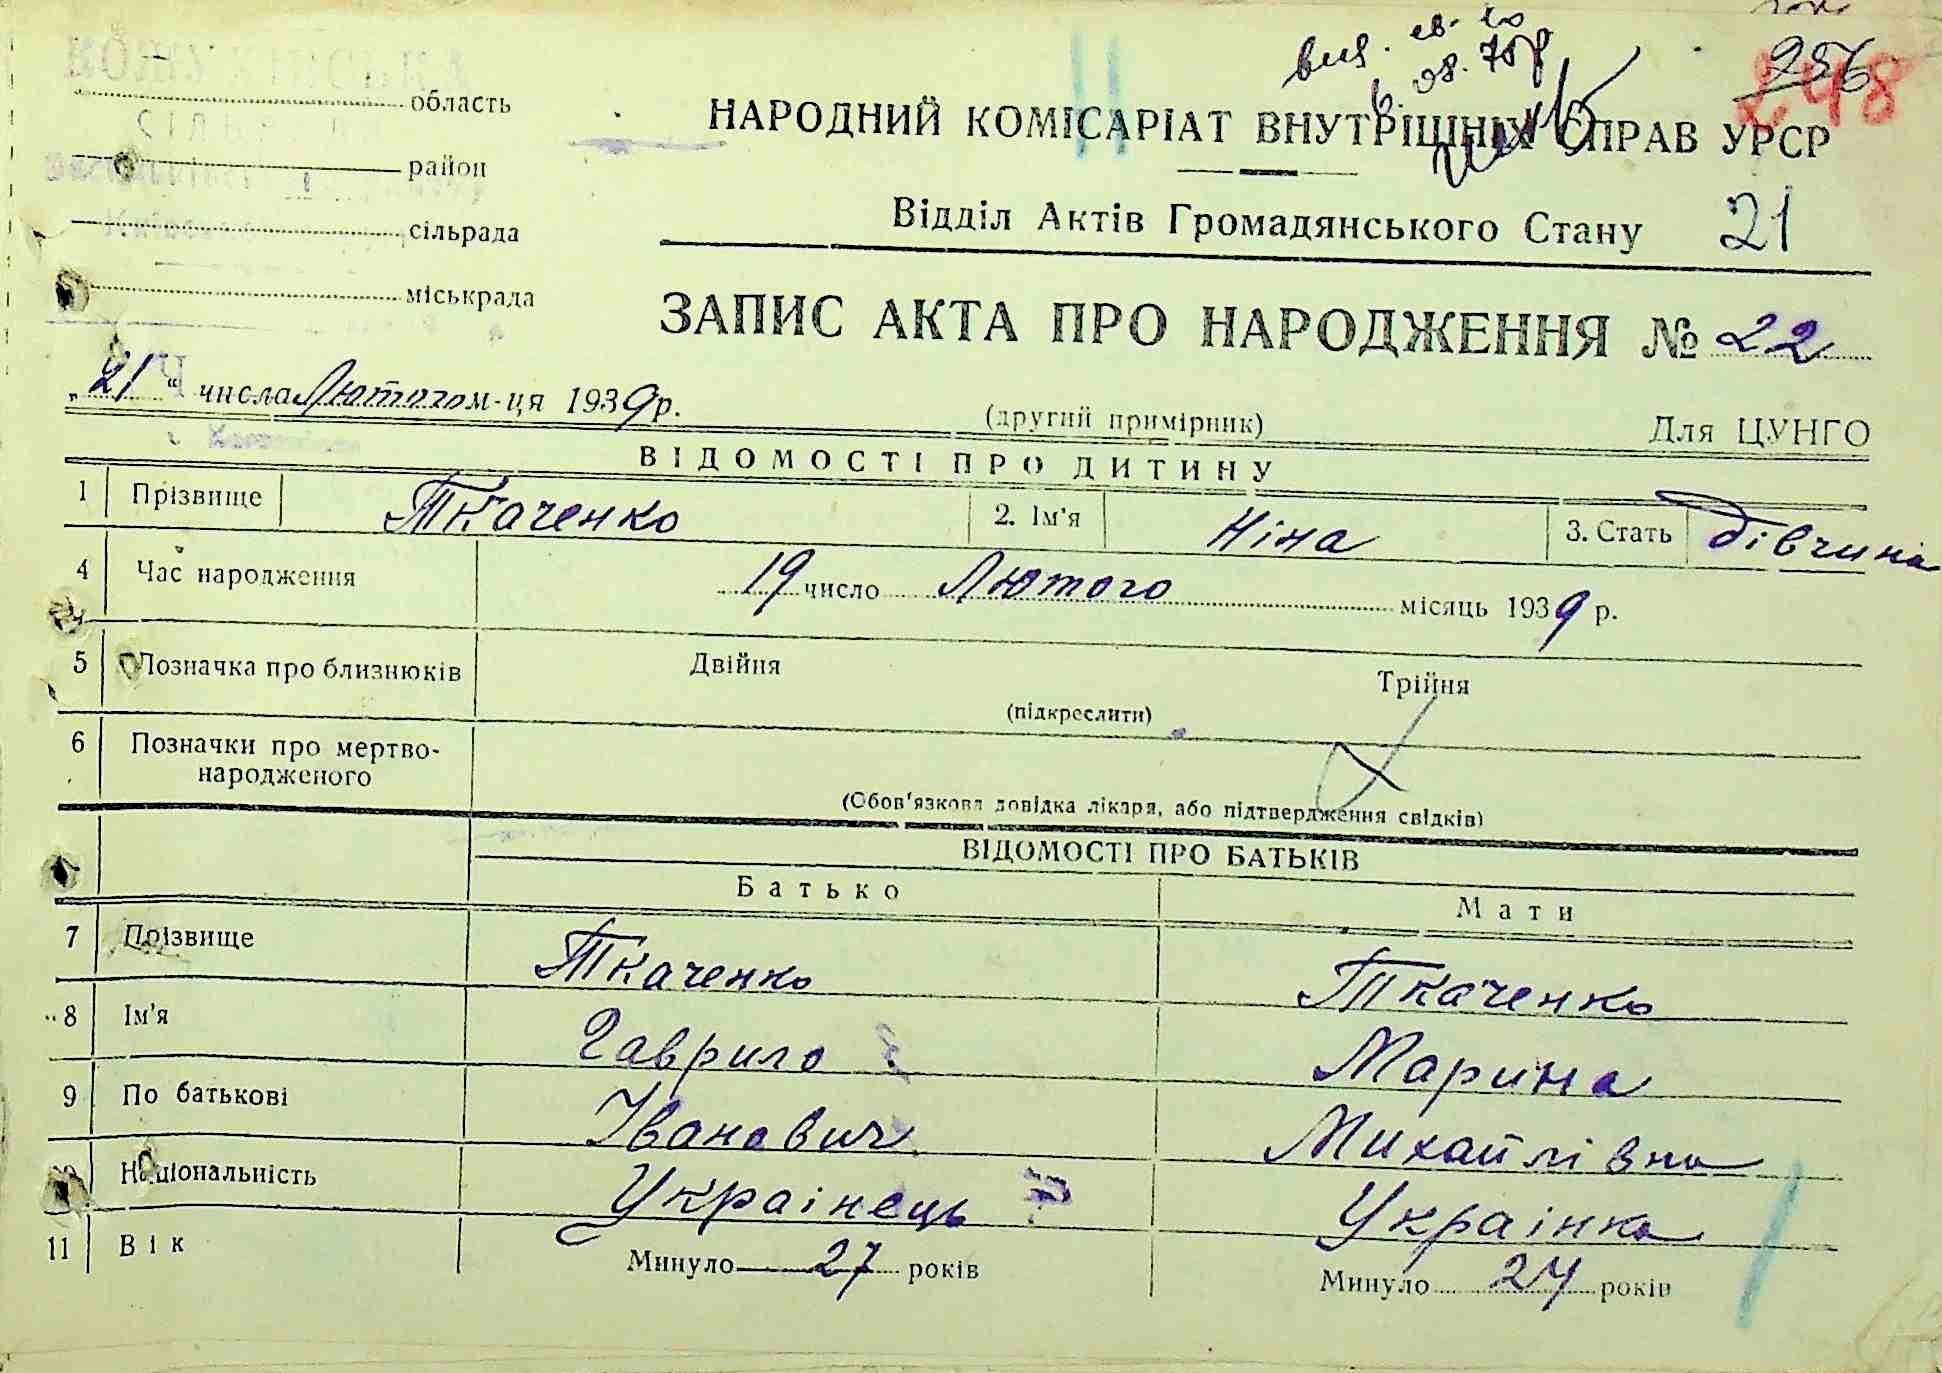 256
248
КОЖУХІВСЬКА
область
район
сільрада
міськрада
НАРОДНИЙ КОМІСАРІАТ ВНУТРІШНІХ СПРАВ УРСР
Відділ Актів Громадянського Стану 21
ЗАПИС АКТА ПРО НАРОДЖЕННЯ № 22
„21“ числа Лютого м-ця 1939 р.
(другий примірник) Для ЦУНГО
ВІДОМОСТІ ПРО ДИТИНУ
1 Прізвище Ткаченко 2. Ім'я Ніна 3. Стать дівчина
4 Час народження 19 число Лютого місяць 1939 р.
5 Позначка про близнюків Двійня Трійня
(підкреслити)
6 Позначки про мертво-
народженого
(Обов'язкова довідка лікаря, або підтвердження свідків)
ВІДОМОСТІ ПРО БАТЬКІВ
Батько Мати
7 Прізвище Ткаченко Ткаченко
8 Ім'я Гаврило Марина
9 По батькові Іванович Михайлівна
10 Національність Українець Українка
11 Вік Минуло 27 років Минуло 24 років